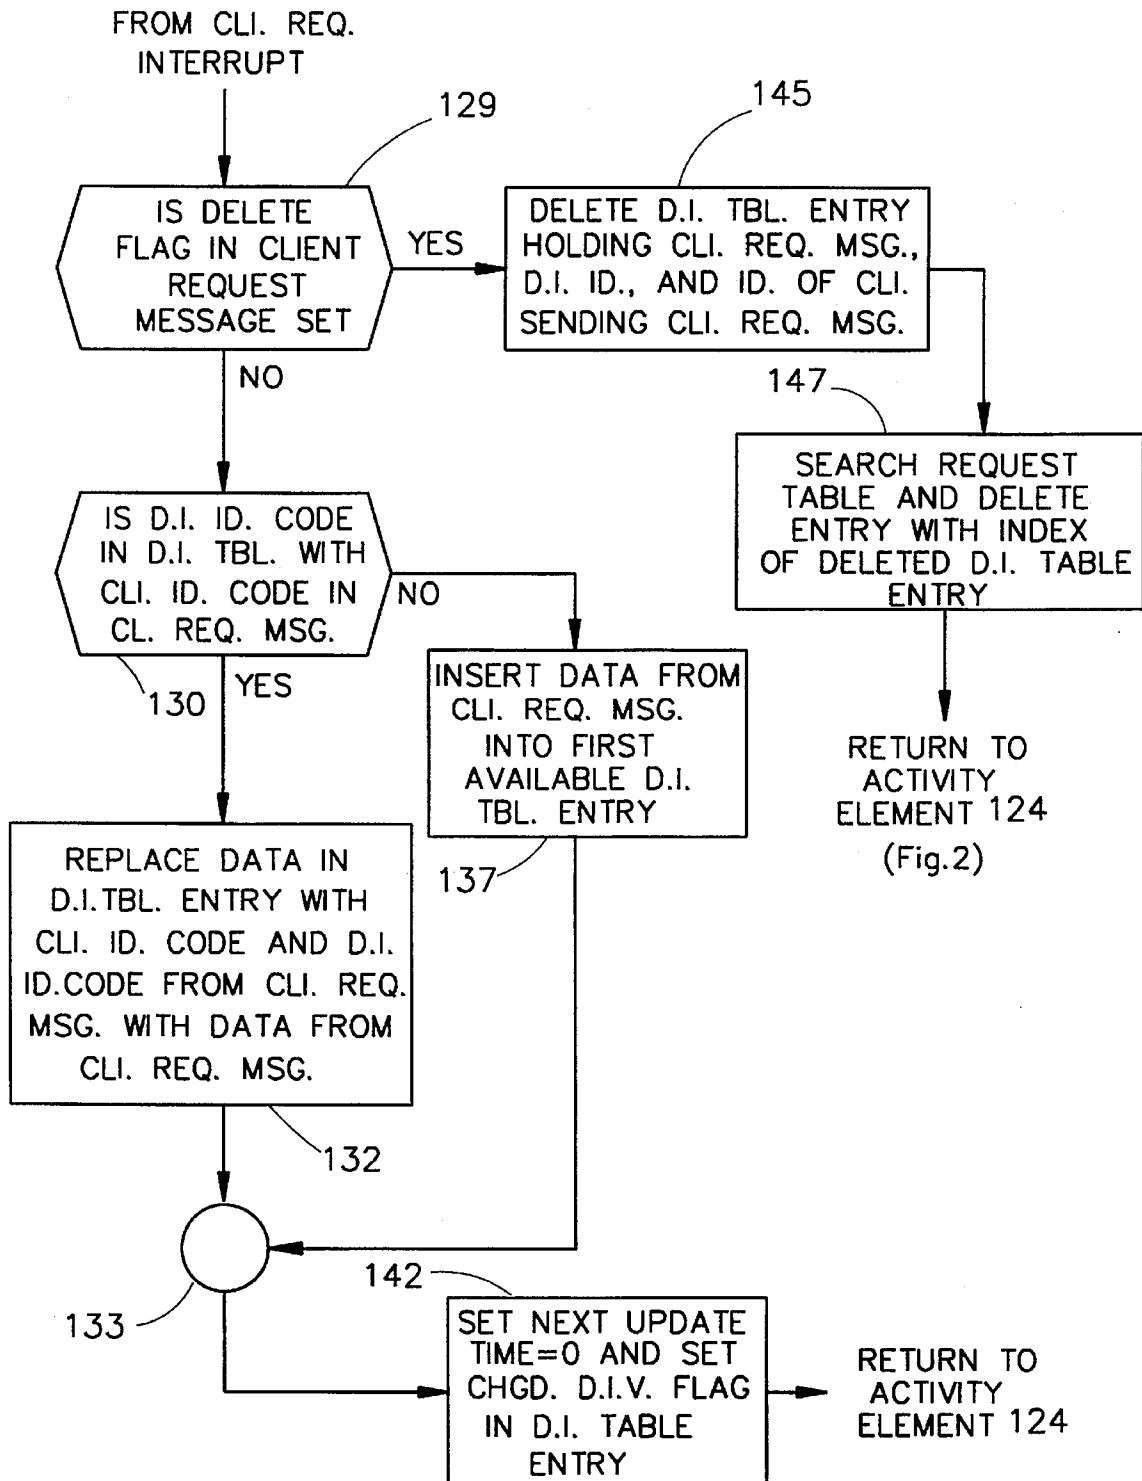 FROM CLI. REQ.
INTERRUPT
129
IS DELETE
FLAG IN CLIENT
REQUEST
MESSAGE SET
YES
NO
145
DELETE D.I. TBL. ENTRY
HOLDING CLI. REQ. MSG.,
D.I. ID., AND ID. OF CLI.
SENDING CLI. REQ. MSG.
147
SEARCH REQUEST
TABLE AND DELETE
ENTRY WITH INDEX
OF DELETED D.I. TABLE
ENTRY
RETURN TO
ACTIVITY
ELEMENT 124
(Fig.2)
IS D.I. ID. CODE
IN D.I. TBL. WITH
CLI. ID. CODE IN
CL. REQ. MSG.
NO
YES
130
INSERT DATA FROM
CLI. REQ. MSG.
INTO FIRST
AVAILABLE D.I.
TBL. ENTRY
137
REPLACE DATA IN
D.I.TBL. ENTRY WITH
CLI. ID. CODE AND D.I.
ID.CODE FROM CLI. REQ.
MSG. WITH DATA FROM
CLI. REQ. MSG.
132
133
142
SET NEXT UPDATE
TIME=0 AND SET
CHGD. D.I.V. FLAG
IN D.I. TABLE
ENTRY
RETURN TO
ACTIVITY
ELEMENT 124